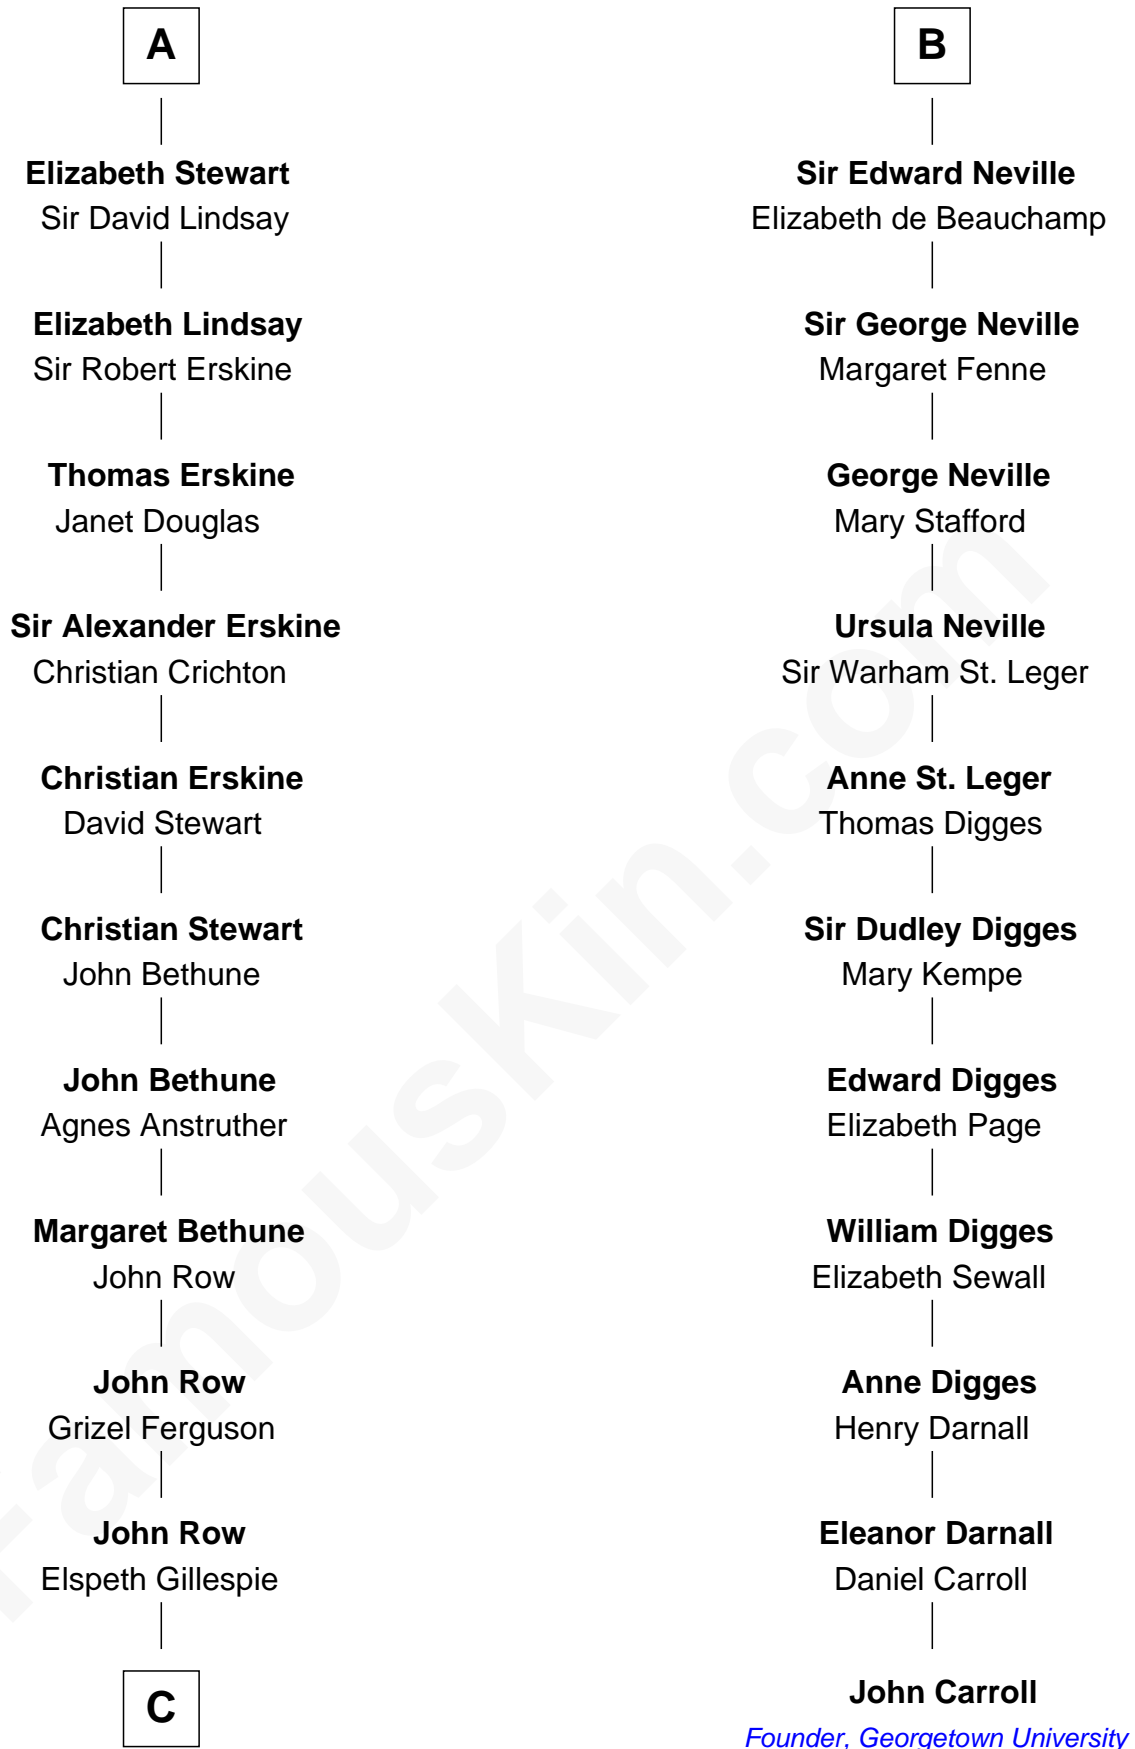 A
Elizabeth Stewart
Sir David Lindsay
Elizabeth Lindsay
Sir Robert Erskine
Thomas Erskine
Janet Douglas
Sir Alexander Erskine
Christian Crichton
Christian Erskine
David Stewart
Christian Stewart
John Bethune
John Bethune
Agnes Anstruther
Margaret Bethune
John Row
John Row
Grizel Ferguson
John Row
Elspeth Gillespie
C
B
Sir Edward Neville
Elizabeth de Beauchamp
Sir George Neville
Margaret Fenne
George Neville
Mary Stafford
Ursula Neville
Sir Warham St. Leger
Anne St. Leger
Thomas Digges
Sir Dudley Digges
Mary Kempe
Edward Digges
Elizabeth Page
William Digges
Elizabeth Sewall
Anne Digges
Henry Darnall
Eleanor Darnall
Daniel Carroll
John Carroll
Founder, Georgetown University
FamousKin.com